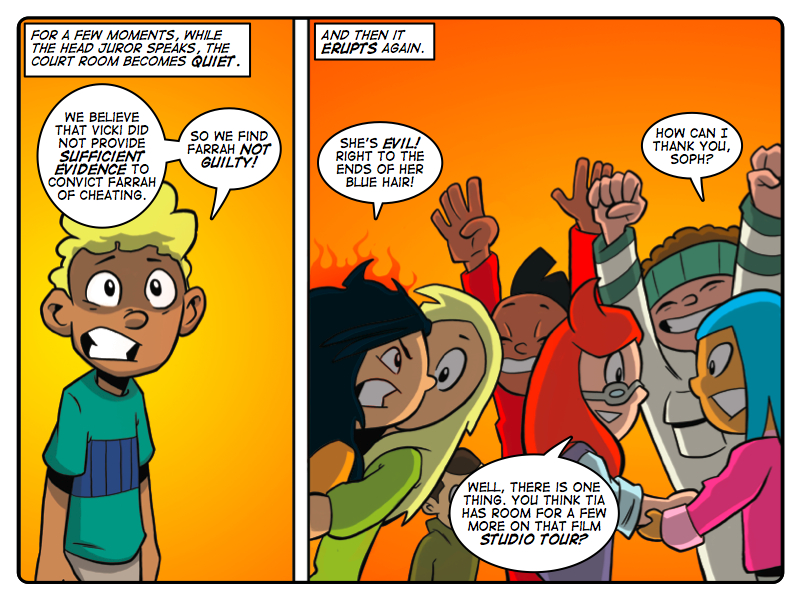 FOR A FEW MOMENTS, WHILE
THE HEAD JUROR SPEAKS, THE
COURT ROOM BECOMES QUIET.
WE BELIEVE
THAT VICKI DID
NOT PROVIDE
SUFFICIENT
EVIDENCE TO
CONVICT FARRAH
OF CHEATING.
SO WE FIND
FARRAH NOT
GUILTY!
AND THEN IT
ERUPTS AGAIN.
SHE'S EVIL!
RIGHT TO THE
ENDS OF HER
BLUE HAIR!
HOW CAN I
THANK YOU,
SOPH?
WELL, THERE IS ONE
THING. YOU THINK TIA
HAS ROOM FOR A FEW
MORE ON THAT FILM
STUDIO TOUR?